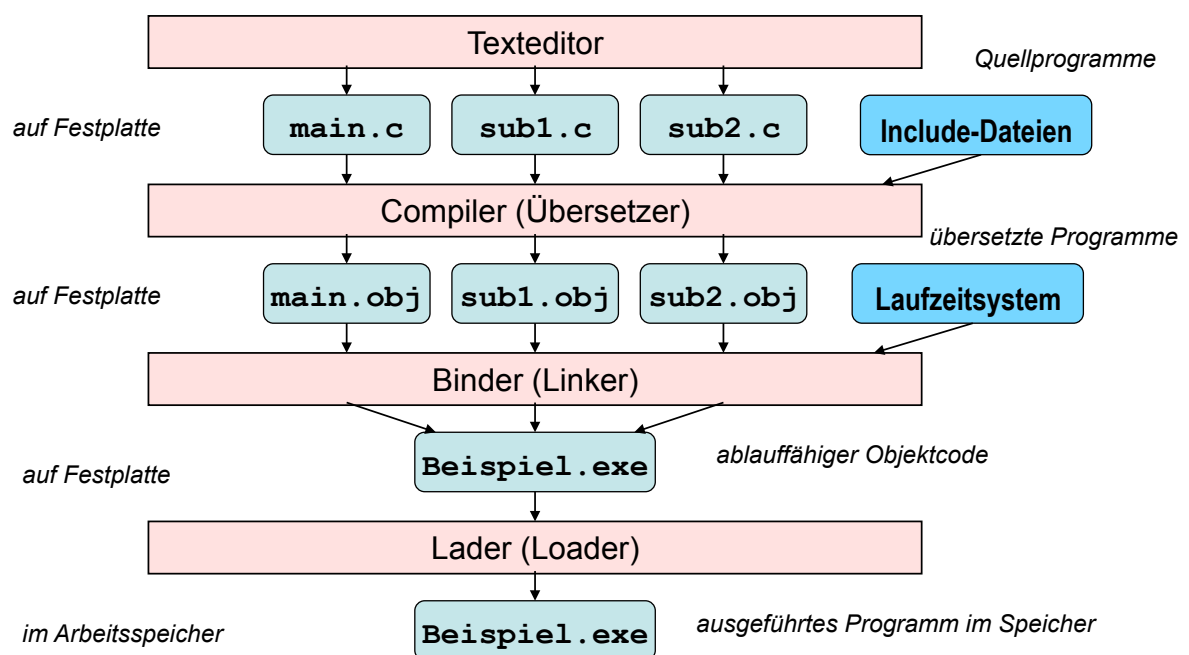 Texteditor
Quellprogramme
auf Festplatte
main.c
sub1.c
sub2.c
Include-Dateien
Compiler (Übersetzer)
übersetzte Programme
auf Festplatte
main.obj
sub1.obj
sub2.obj
Laufzeitsystem
Binder (Linker)
auf Festplatte
Beispiel.exe
ablauffähiger Objektcode
Lader (Loader)
im Arbeitsspeicher
Beispiel.exe
ausgeführtes Programm im Speicher